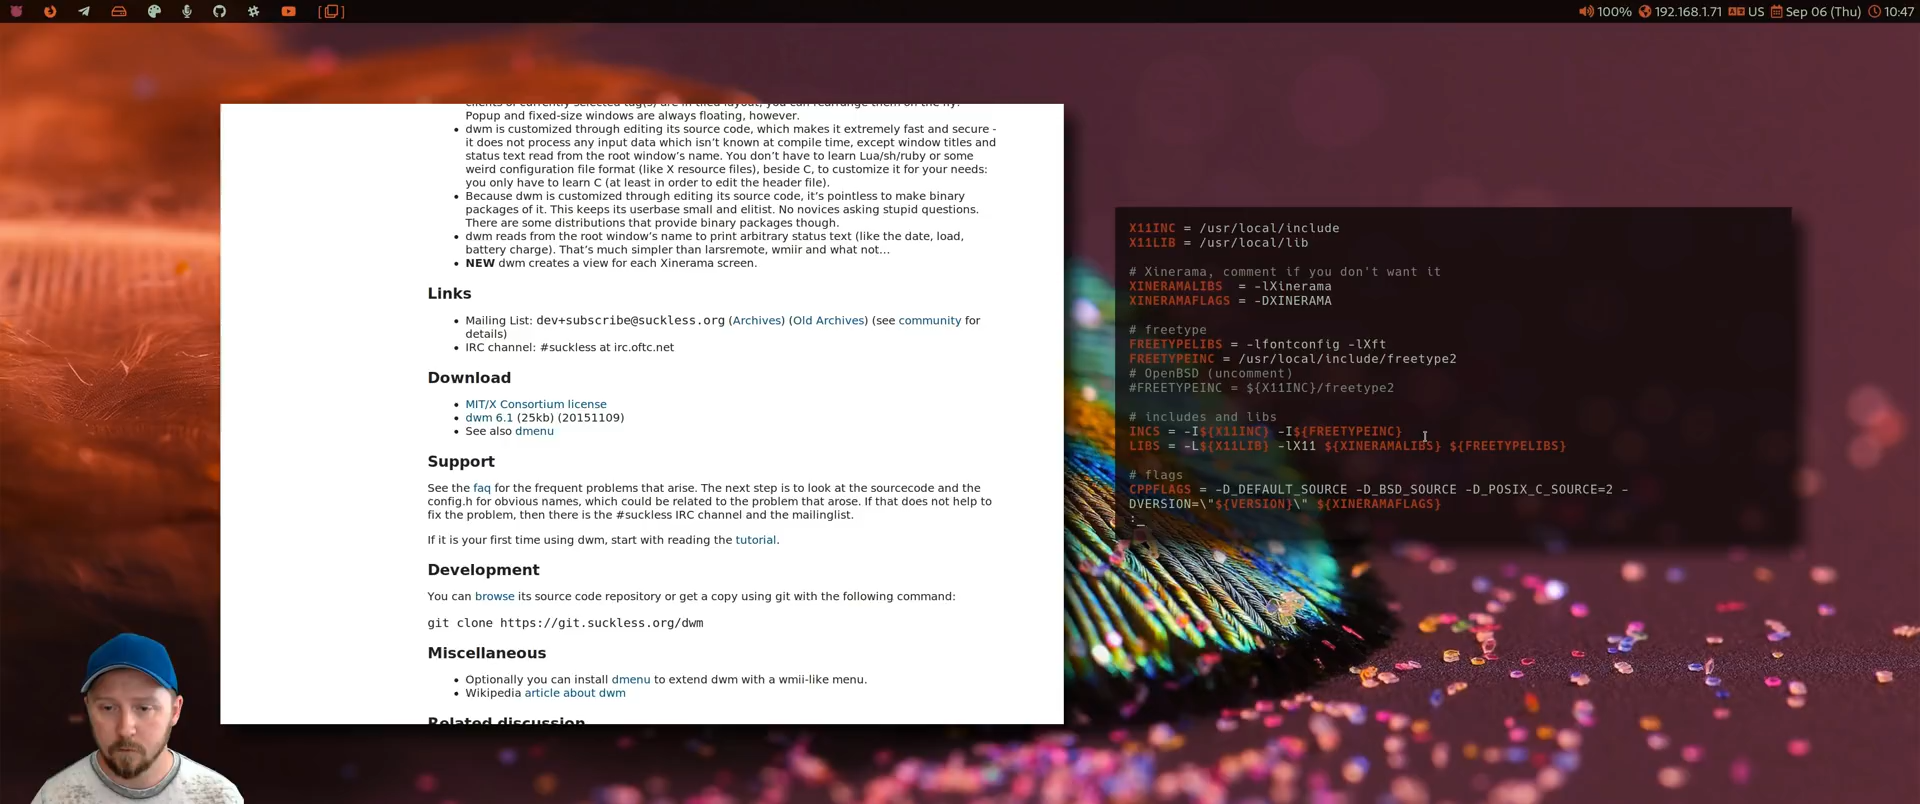 100% 192.168.1.71 US Sep 06 (Thu) 10:47
clients of currently selected tag(s) are in tiled layout, you can rearrange them on the fly.
Popup and fixed-size windows are always floating, however.
• dwm is customized through editing its source code, which makes it extremely fast and secure -
it does not process any input data which isn't known at compile time, except window titles and
status text read from the root window's name. You don't have to learn Lua/sh/ruby or some
weird configuration file format (like X resource files), beside C, to customize it for your needs:
you only have to learn C (at least in order to edit the header file).
• Because dwm is customized through editing its source code, it's pointless to make binary
packages of it. This keeps its userbase small and elitist. No novices asking stupid questions.
There are some distributions that provide binary packages though.
• dwm reads from the root window's name to print arbitrary status text (like the date, load,
battery charge). That's much simpler than larsremote, wmiir and what not...
• NEW dwm creates a view for each Xinerama screen.
Links
• Mailing List: dev+subscribe@suckless.org (Archives) (Old Archives) (see community for
details)
• IRC channel: #suckless at irc.oftc.net
Download
• MIT/X Consortium license
• dwm 6.1 (25kb) (20151109)
• See also dmenu
Support
See the faq for the frequent problems that arise. The next step is to look at the sourcecode and the
config.h for obvious names, which could be related to the problem that arose. If that does not help to
fix the problem, then there is the #suckless IRC channel and the mailinglist.
If it is your first time using dwm, start with reading the tutorial.
Development
You can browse its source code repository or get a copy using git with the following command:
git clone https://git.suckless.org/dwm
Miscellaneous
• Optionally you can install dmenu to extend dwm with a wmii-like menu.
• Wikipedia article about dwm
Related discussion
X11INC = /usr/local/include
X11LIB = /usr/local/lib
# Xinerama, comment if you don't want it
XINERAMALIBS  = -lXinerama
XINERAMAFLAGS = -DXINERAMA
# freetype
FREETYPELIBS = -lfontconfig -lXft
FREETYPEINC = /usr/local/include/freetype2
# OpenBSD (uncomment)
#FREETYPEINC = ${X11INC}/freetype2
# includes and libs
INCS = -I${X11INC} -I${FREETYPEINC}
LIBS = -L${X11LIB} -lX11 ${XINERAMALIBS} ${FREETYPELIBS}
# flags
CPPFLAGS = -D_DEFAULT_SOURCE -D_BSD_SOURCE -D_POSIX_C_SOURCE=2 -
DVERSION=\"${VERSION}\" ${XINERAMAFLAGS}
:_